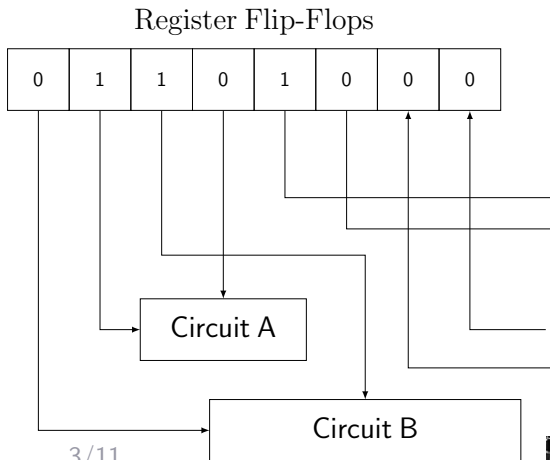 Register Flip-Flops
0 1 1 0 1 0 0 0
Circuit A
Circuit B
3/11